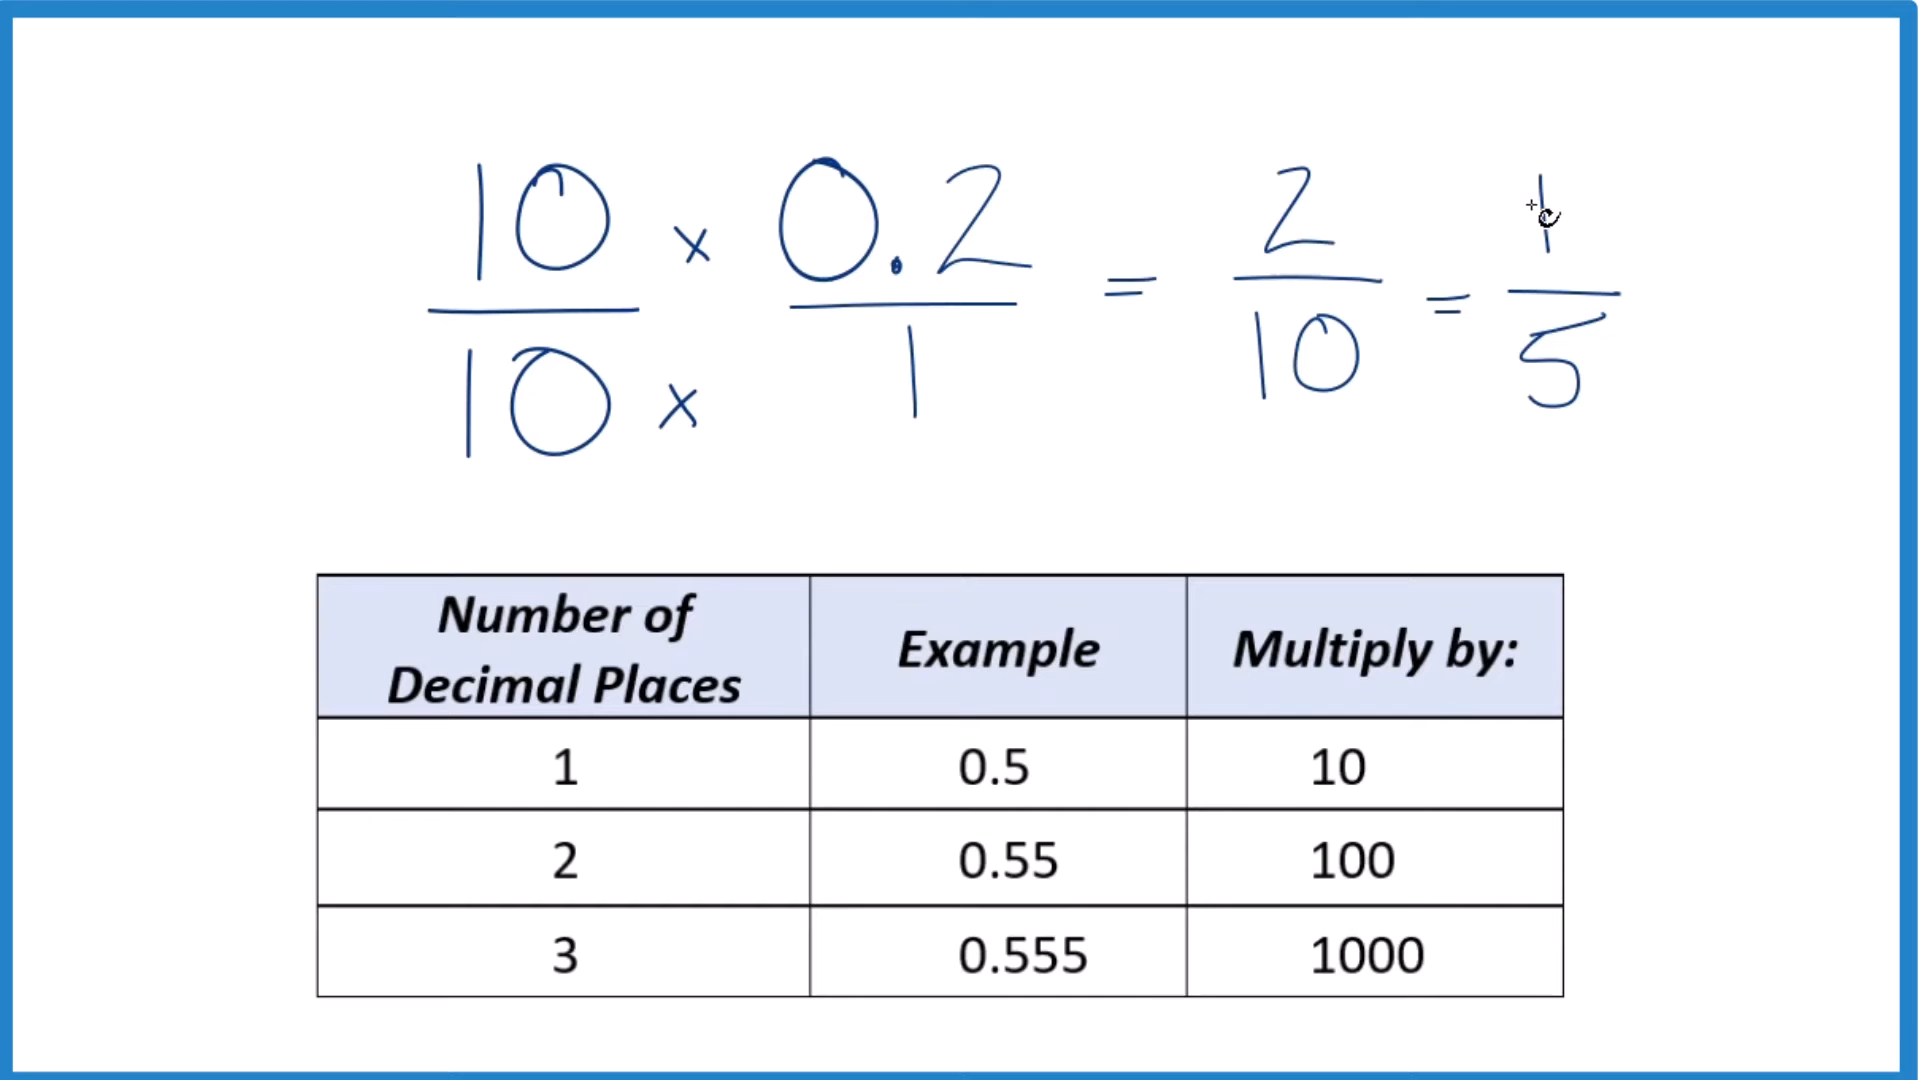 10 × 0.2 = 2 = 1
10 × 1 10 5
Number of Decimal Places Example Multiply by:
1 0.5 10
2 0.55 100
3 0.555 1000